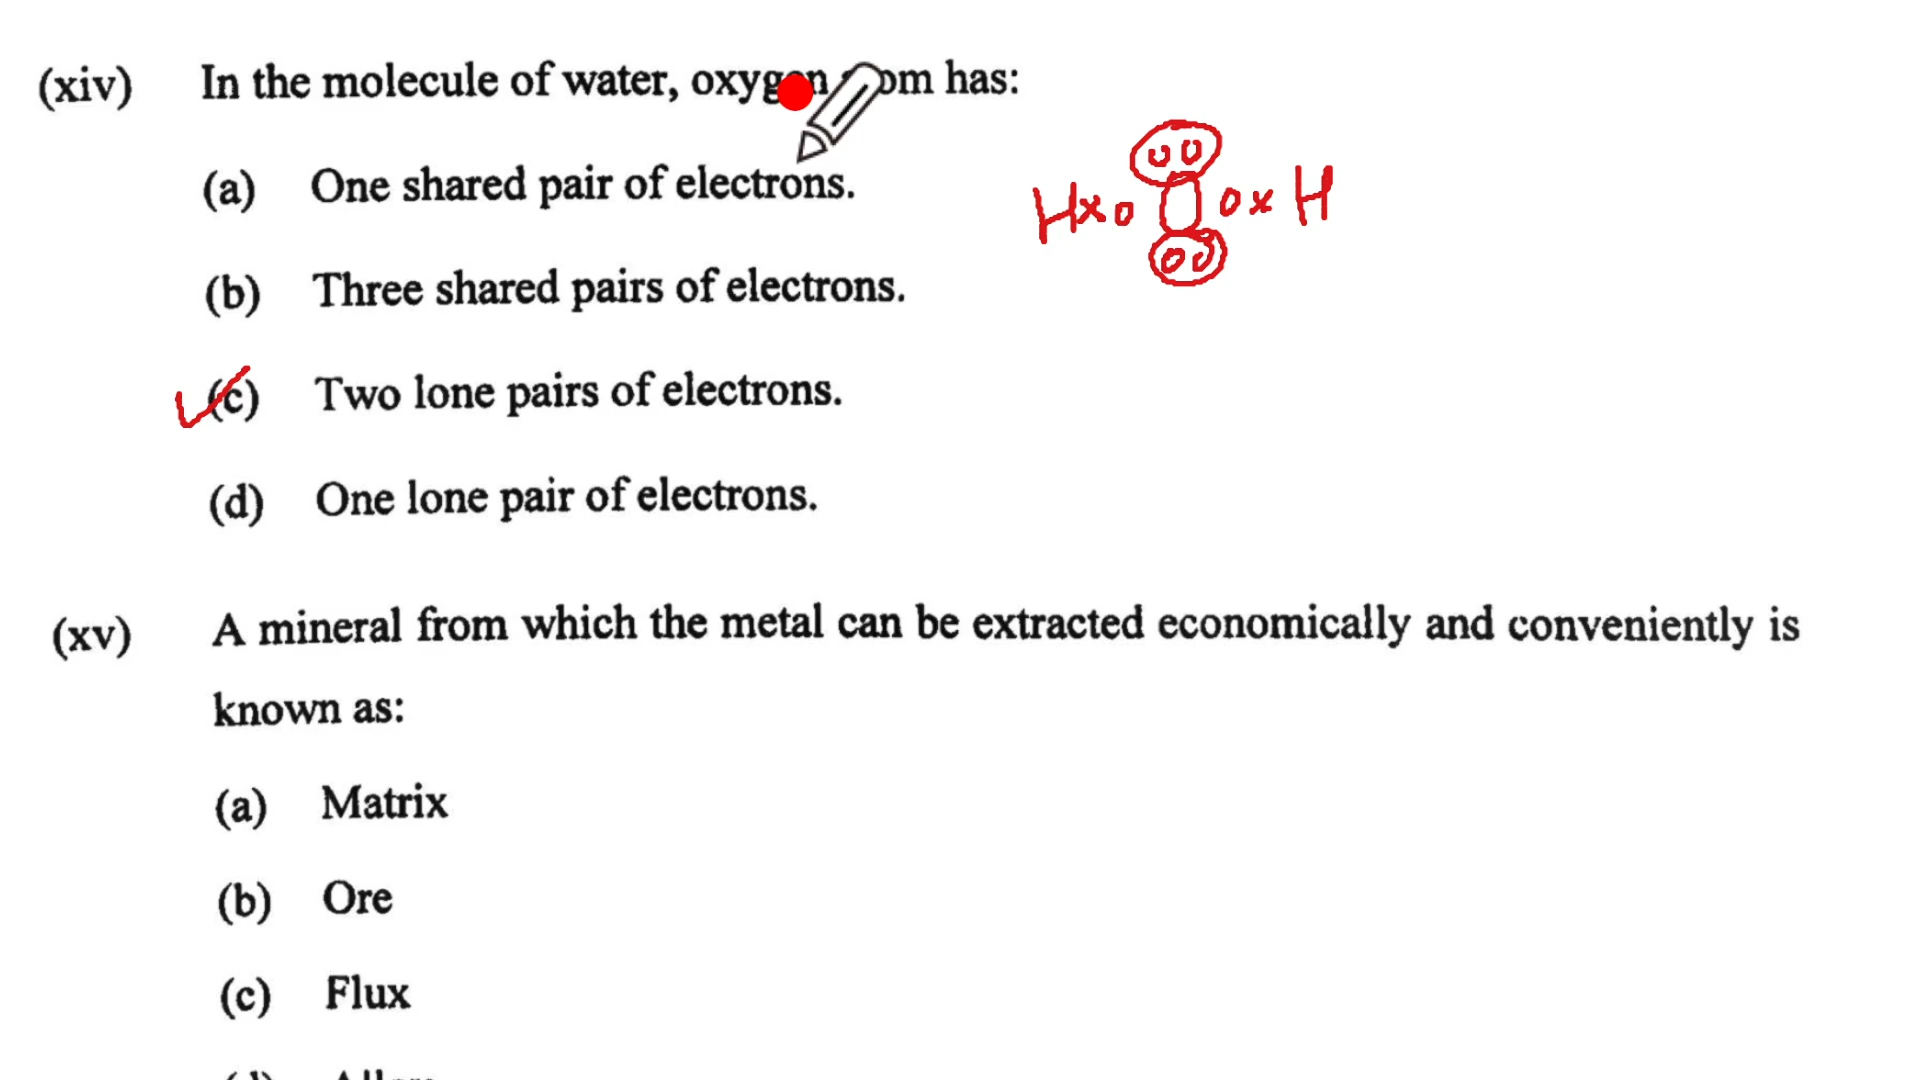 (xiv) In the molecule of water, oxygen atom has:
(a) One shared pair of electrons.
(b) Three shared pairs of electrons.
(c) Two lone pairs of electrons.
(d) One lone pair of electrons.
Hxo O ox H
(xv) A mineral from which the metal can be extracted economically and conveniently is
known as:
(a) Matrix
(b) Ore
(c) Flux